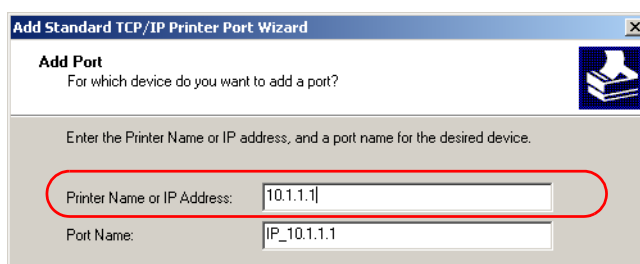 Add Standard TCP/IP Printer Port Wizard
Add Port
For which device do you want to add a port?
Enter the Printer Name or IP address, and a port name for the desired device.
Printer Name or IP Address: 10.1.1.1
Port Name: IP_10.1.1.1